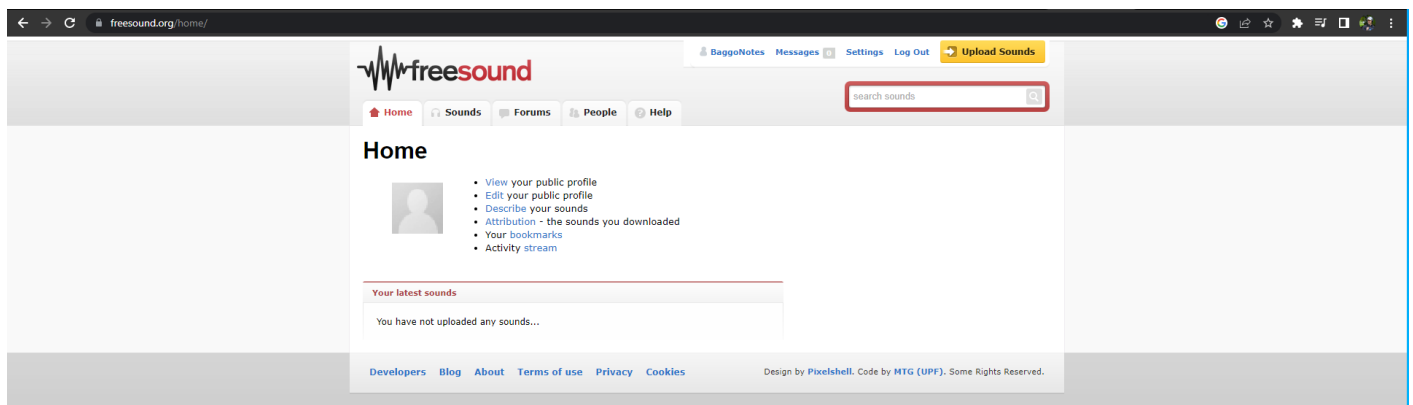 freesound.org/home/
freesound
BaggoNotes Messages 0 Settings Log Out Upload Sounds
search sounds
Home Sounds Forums People Help
Home
View your public profile
Edit your public profile
Describe your sounds
Attribution - the sounds you downloaded
Your bookmarks
Activity stream
Your latest sounds
You have not uploaded any sounds...
Developers Blog About Terms of use Privacy Cookies
Design by Pixelshell. Code by MTG (UPF). Some Rights Reserved.